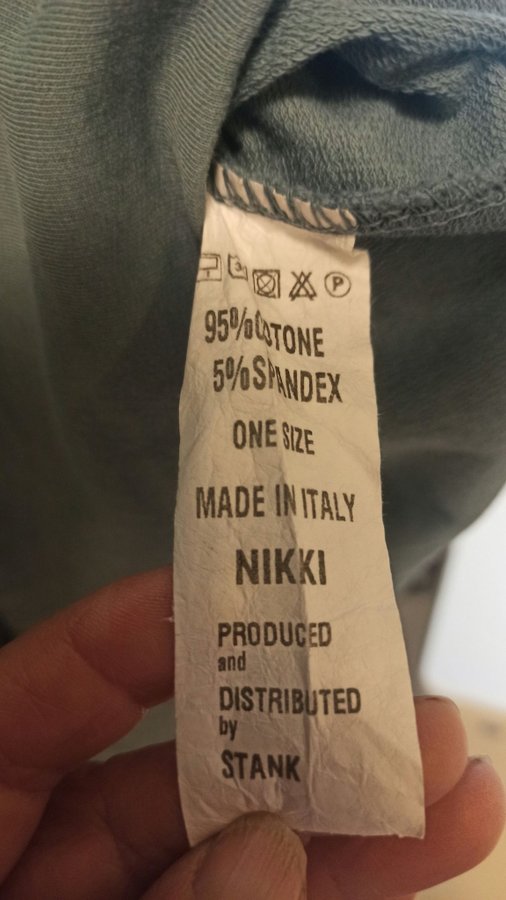 P
95% COTONE
5% SPANDEX
ONE SIZE
MADE IN ITALY
NIKKI
PRODUCED
and
DISTRIBUTED
by
STANK